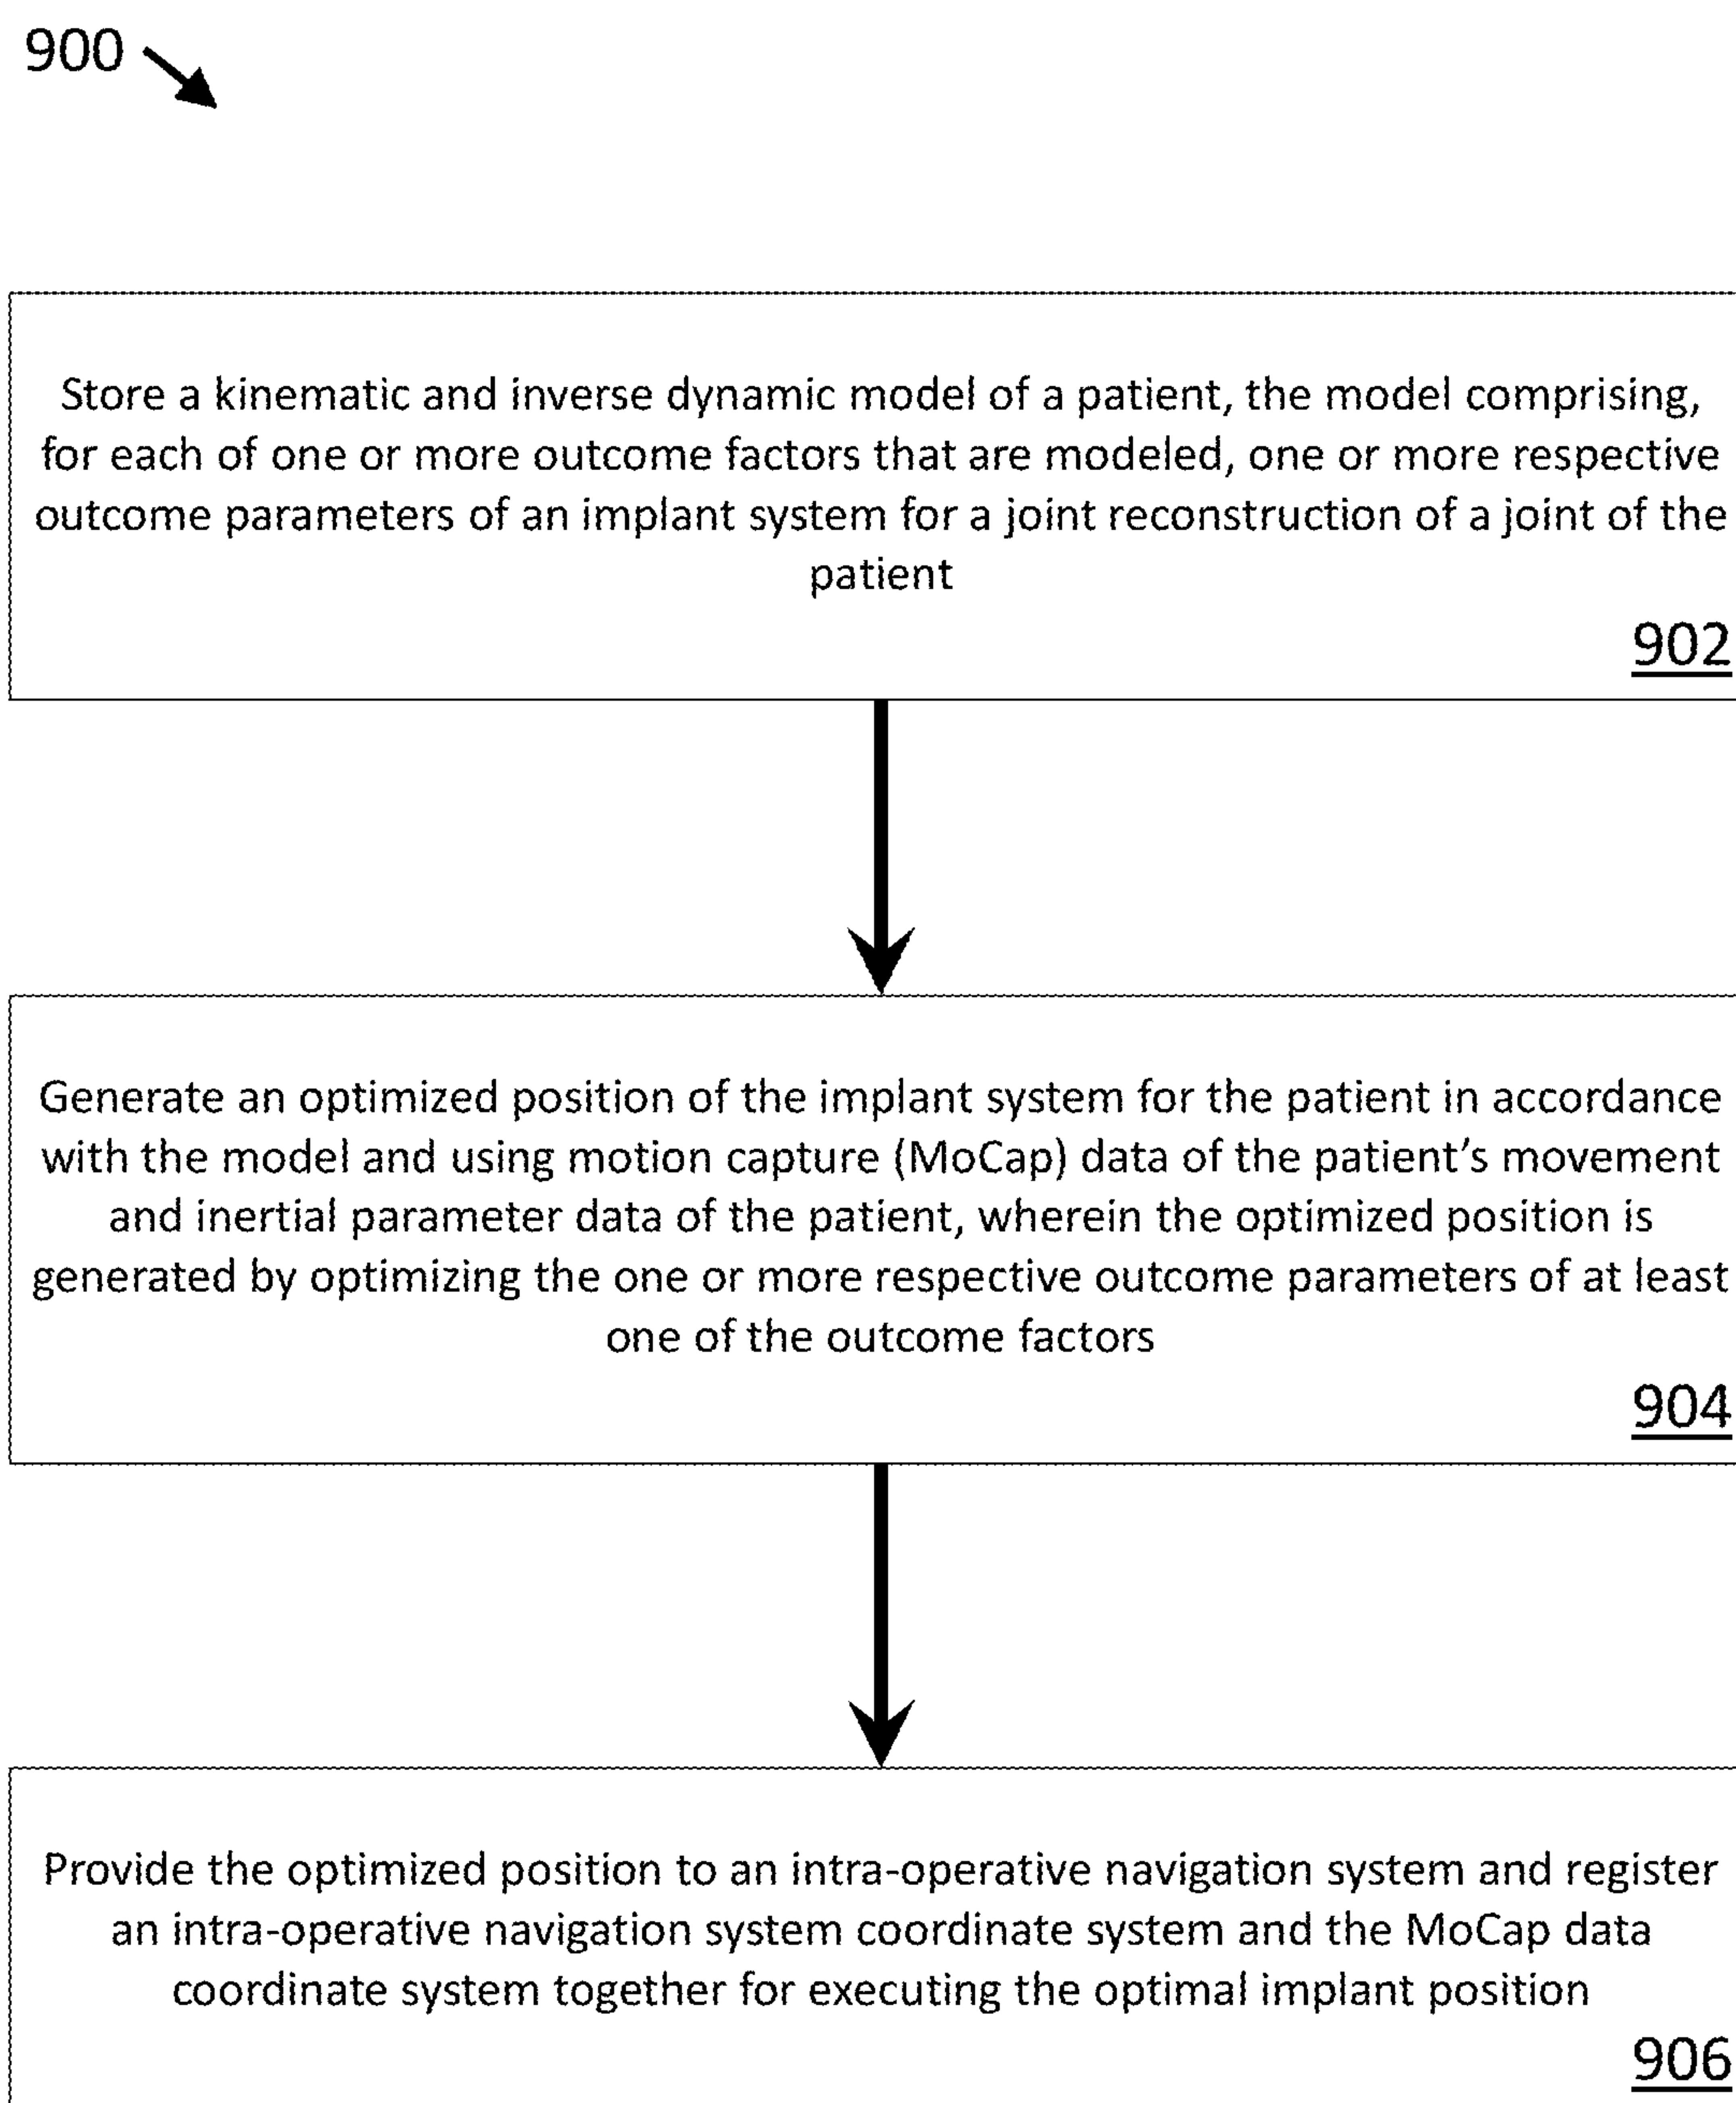 900
Store a kinematic and inverse dynamic model of a patient, the model comprising,
for each of one or more outcome factors that are modeled, one or more respective
outcome parameters of an implant system for a joint reconstruction of a joint of the
patient
902
Generate an optimized position of the implant system for the patient in accordance
with the model and using motion capture (MoCap) data of the patient’s movement
and inertial parameter data of the patient, wherein the optimized position is
generated by optimizing the one or more respective outcome parameters of at least
one of the outcome factors
904
Provide the optimized position to an intra-operative navigation system and register
an intra-operative navigation system coordinate system and the MoCap data
coordinate system together for executing the optimal implant position
906